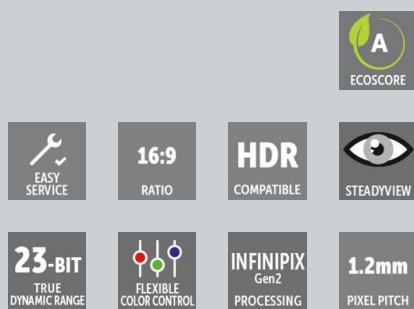 A
ECOSCORE
EASY
SERVICE
16:9
RATIO
HDR
COMPATIBLE
STEADYVIEW
23-BIT
TRUE
DYNAMIC RANGE
FLEXIBLE
COLOR CONTROL
INFINIPIX
Gen2
PROCESSING
1.2mm
PIXEL PITCH